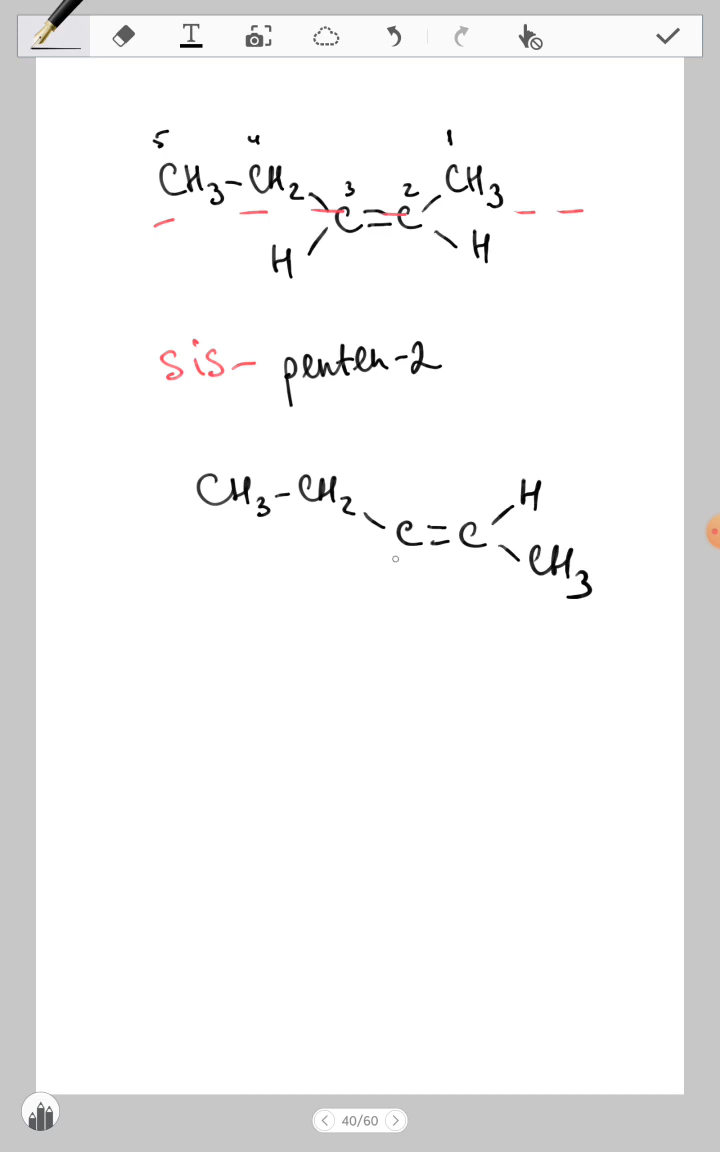 T
5 4 1
CH3-CH2 3 2 CH3
C=C
H H
sis- penten-2
CH3-CH2 H
C=C
CH3
40/60